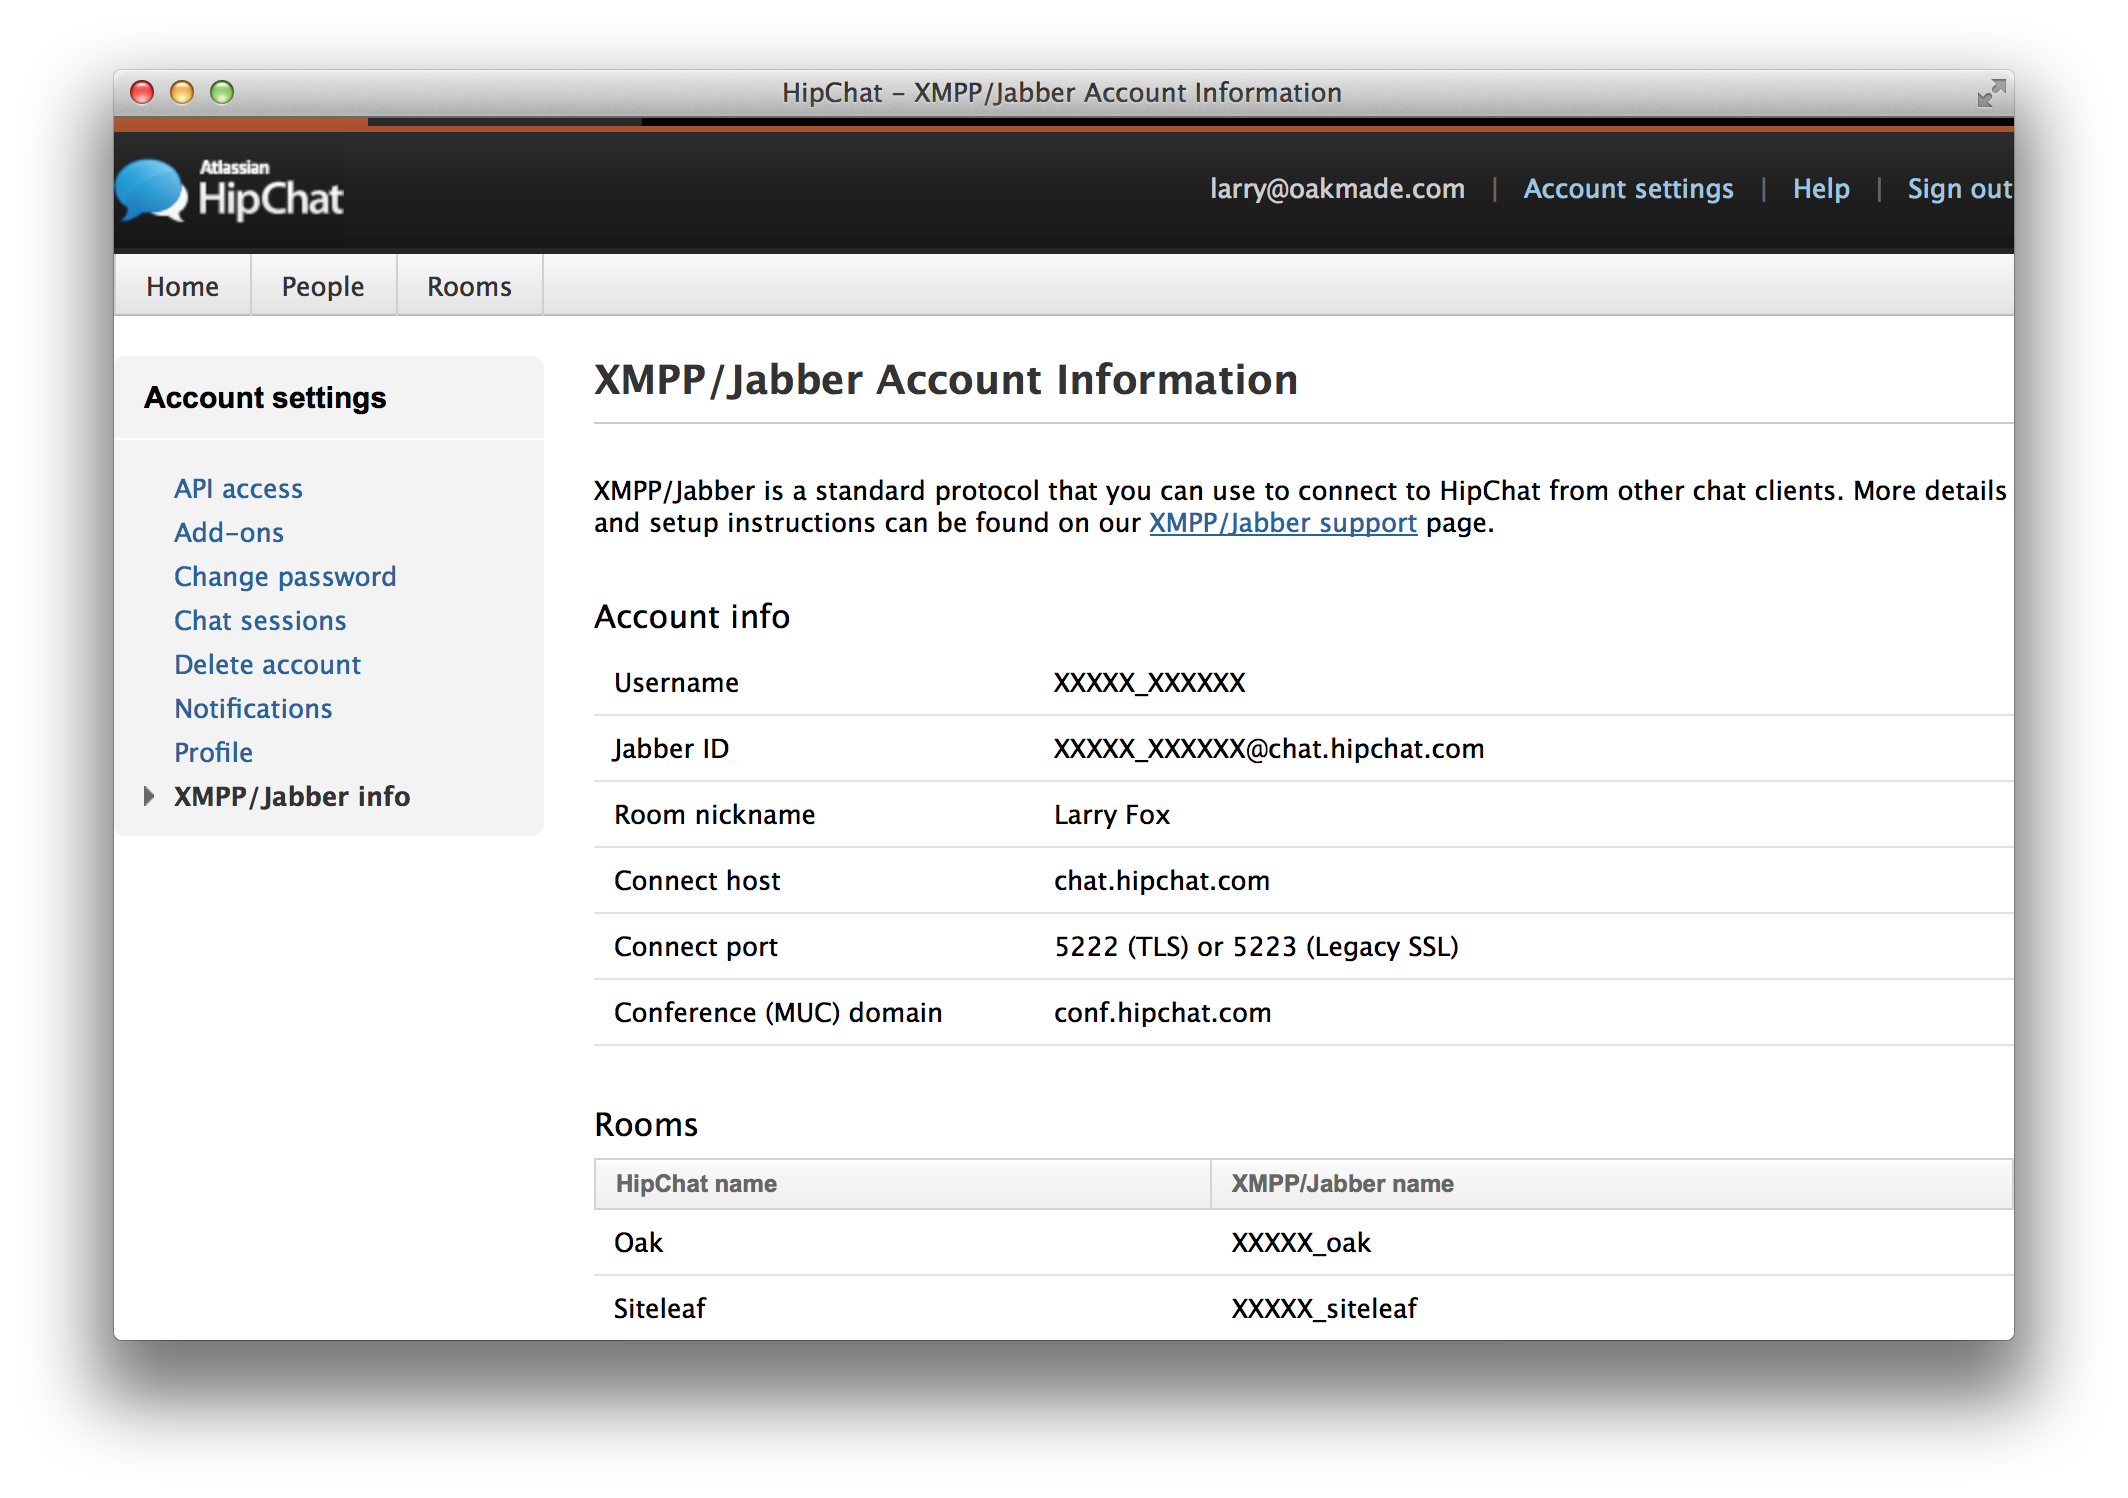 HipChat – XMPP/Jabber Account Information
Atlassian
HipChat
larry@oakmade.com | Account settings | Help | Sign out
Home People Rooms
Account settings
API access
Add-ons
Change password
Chat sessions
Delete account
Notifications
Profile
XMPP/Jabber info
XMPP/Jabber Account Information
XMPP/Jabber is a standard protocol that you can use to connect to HipChat from other chat clients. More details
and setup instructions can be found on our XMPP/Jabber support page.
Account info
Username XXXXX_XXXXXX
Jabber ID XXXXX_XXXXXX@chat.hipchat.com
Room nickname Larry Fox
Connect host chat.hipchat.com
Connect port 5222 (TLS) or 5223 (Legacy SSL)
Conference (MUC) domain conf.hipchat.com
Rooms
HipChat name XMPP/Jabber name
Oak XXXXX_oak
Siteleaf XXXXX_siteleaf